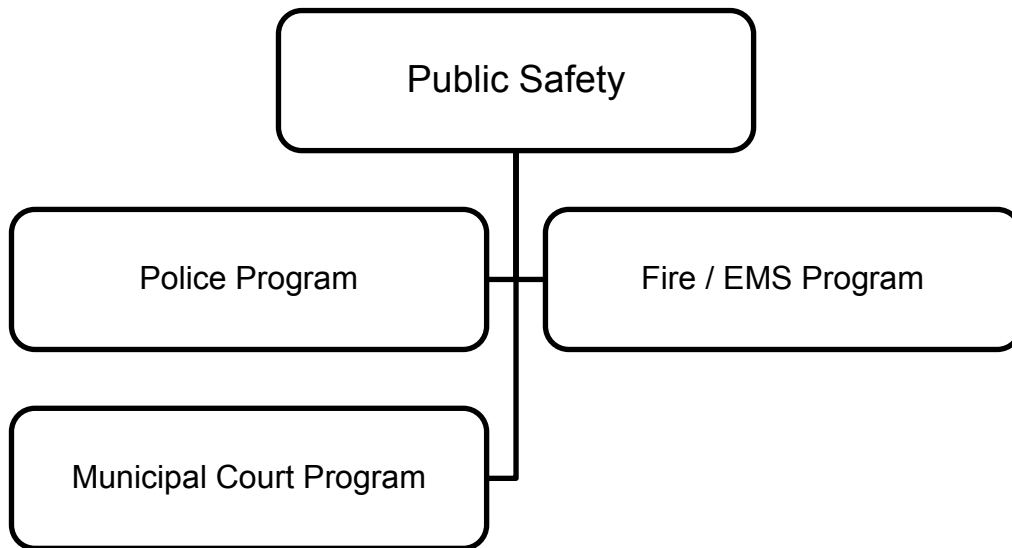 Public Safety
Police Program
Fire / EMS Program
Municipal Court Program